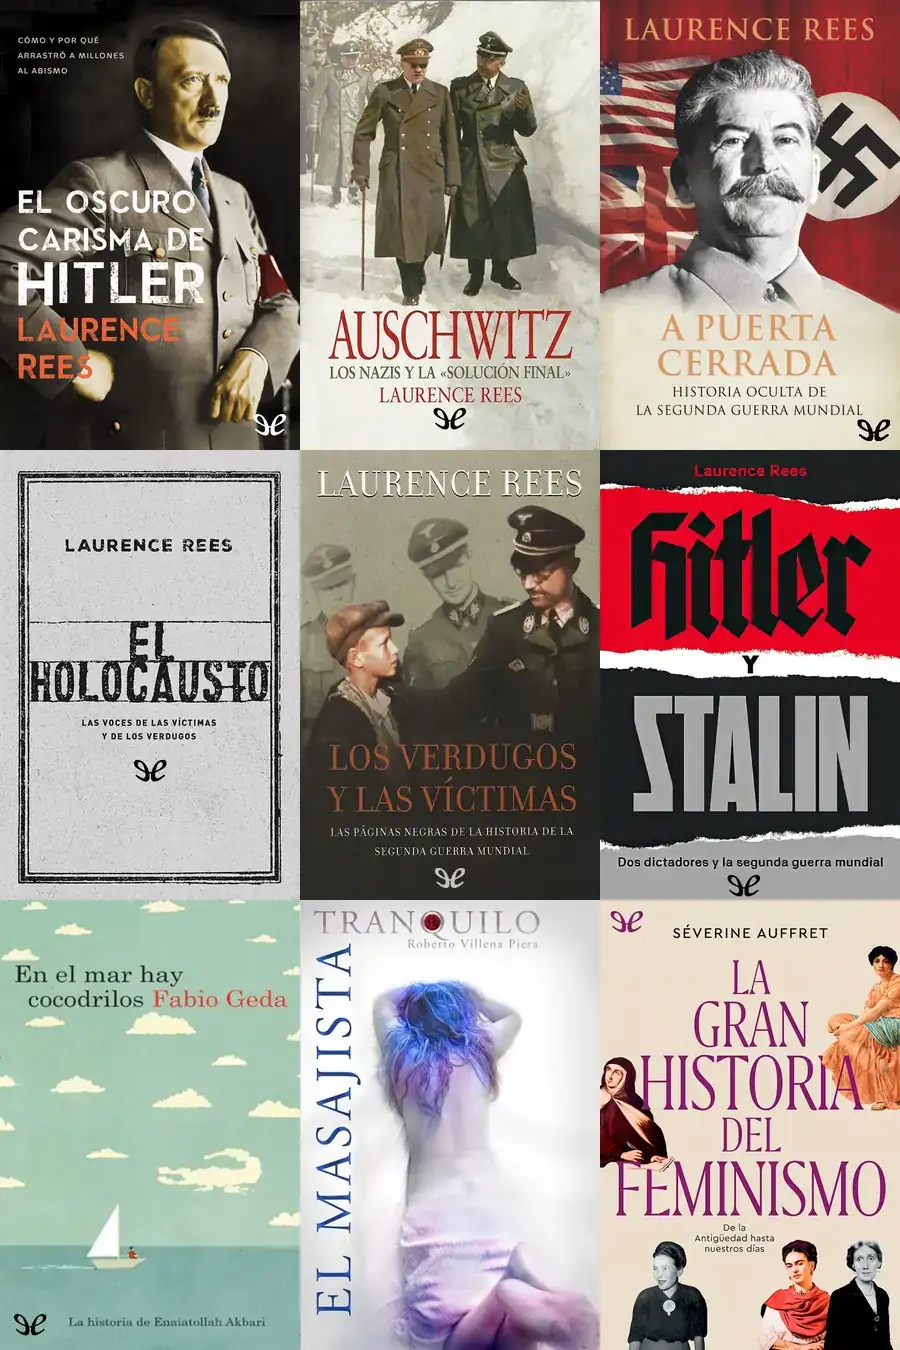 CÓMO Y POR QUÉ
ARRASTRÓ A MILLONES
AL ABISMO
EL OSCURO
CARISMA DE
HITLER
LAURENCE
REES
AUSCHWITZ
LOS NAZIS Y LA «SOLUCIÓN FINAL»
LAURENCE REES
LAURENCE REES
A PUERTA
CERRADA
HISTORIA OCULTA DE
LA SEGUNDA GUERRA MUNDIAL
LAURENCE REES
EL
HOLOCAUSTO
LAS VOCES DE LAS VÍCTIMAS
Y DE LOS VERDUGOS
LAURENCE REES
LOS VERDUGOS
Y LAS VÍCTIMAS
LAS PÁGINAS NEGRAS DE LA HISTORIA DE LA
SEGUNDA GUERRA MUNDIAL
Laurence Rees
hitler
Y
STALIN
Dos dictadores y la segunda guerra mundial
En el mar hay
cocodrilos Fabio Geda
La historia de Enaiatollah Akbari
TRANQUILO
Roberto Villena Piera
EL MASAJISTA
SÉVERINE AUFFRET
LA
GRAN
HISTORIA
DEL
FEMINISMO
De la
Antigüedad hasta
nuestros días